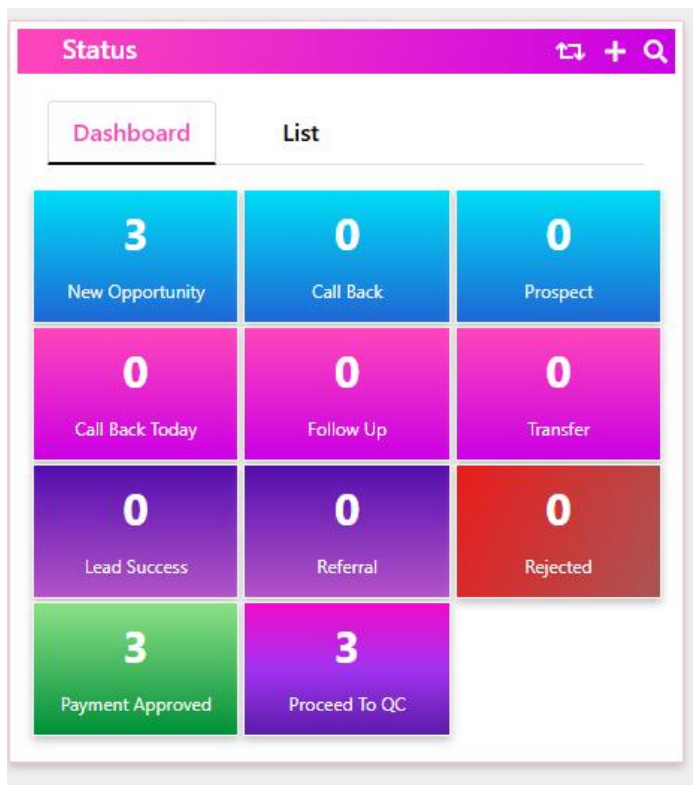 Status
Dashboard List
3 0 0
New Opportunity Call Back Prospect
0 0 0
Call Back Today Follow Up Transfer
0 0 0
Lead Success Referral Rejected
3 3
Payment Approved Proceed To QC